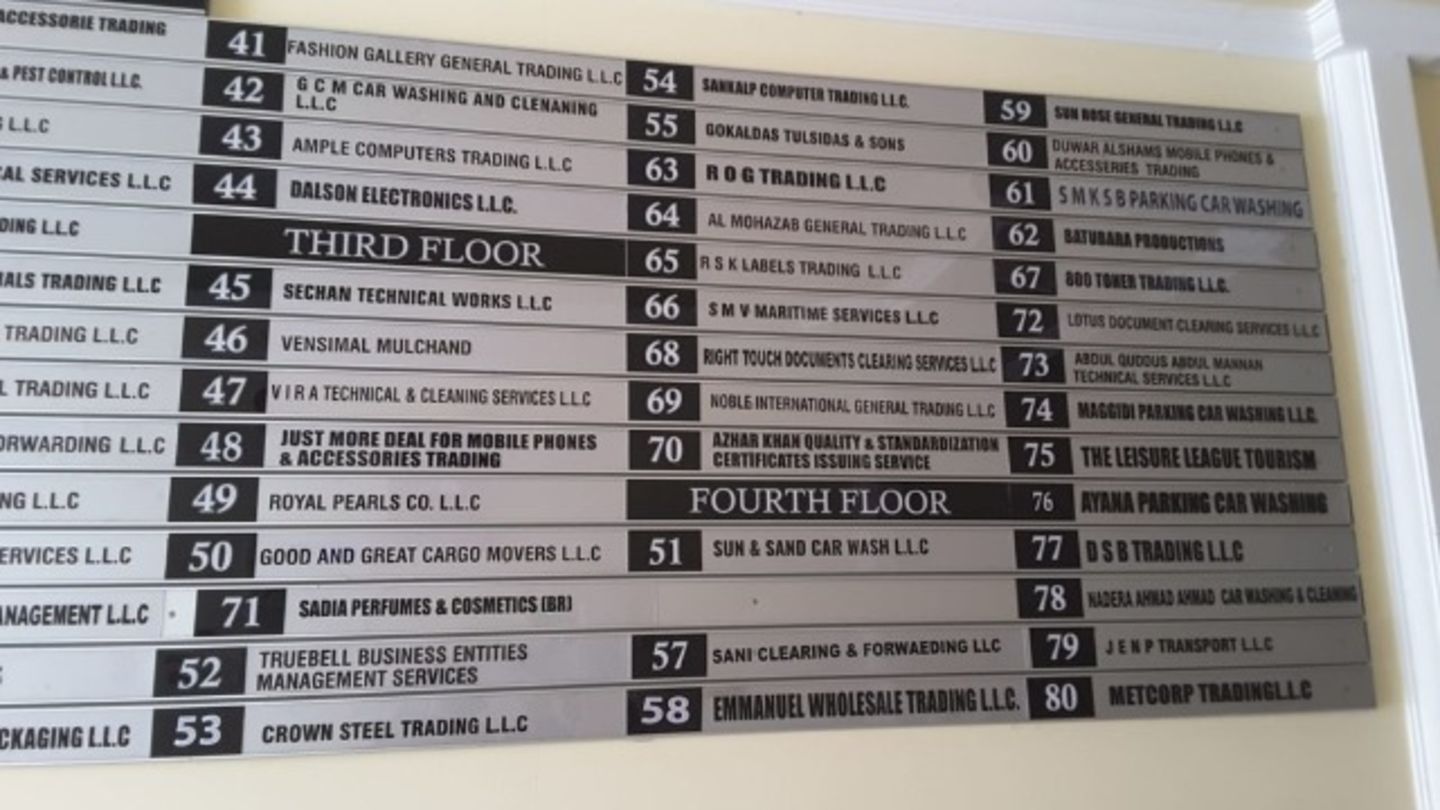 ACCESSORIE TRADING
& PEST CONTROL L.L.C.
L.L.C
SERVICES L.L.C
L.L.C
TRADING L.L.C
TRADING L.L.C
TRADING L.L.C
L.L.C
L.L.C
L.L.C
L.L.C
41 FASHION GALLERY GENERAL TRADING L.L.C
42 G C M CAR WASHING AND CLENANING
L.L.C
43 AMPLE COMPUTERS TRADING L.L.C
44 DALSON ELECTRONICS L.L.C.
THIRD FLOOR
45 SECHAN TECHNICAL WORKS L.L.C
46 VENSIMAL MULCHAND
47 V I R A TECHNICAL & CLEANING SERVICES L.L.C
48 JUST MORE DEAL FOR MOBILE PHONES
& ACCESSORIES TRADING
49 ROYAL PEARLS CO. L.L.C
50 GOOD AND GREAT CARGO MOVERS L.L.C
71 SADIA PERFUMES & COSMETICS (BR)
52 TRUEBELL BUSINESS ENTITIES
MANAGEMENT SERVICES
53 CROWN STEEL TRADING L.L.C
54 SANKALP COMPUTER TRADING L.L.C.
55 GOKALDAS TULSIDAS & SONS
63 R O G TRADING L.L.C
64 AL MOHAZAB GENERAL TRADING L.L.C
65 R S K LABELS TRADING L.L.C
66 S M V MARITIME SERVICES L.L.C
68 RIGHT TOUCH DOCUMENTS CLEARING SERVICES L.L.C
69 NOBLE INTERNATIONAL GENERAL TRADING L.L.C
70 AZHAR KHAN QUALITY & STANDARDIZATION
CERTIFICATES ISSUING SERVICE
FOURTH FLOOR
51 SUN & SAND CAR WASH L.L.C
57 SANI CLEARING & FORWAEDING LLC
58 EMMANUEL WHOLESALE TRADING L.L.C.
59 SUN ROSE GENERAL TRADING L.L.C
60 DUWAR ALSHAMS MOBILE PHONES &
ACCESSERIES TRADING
61 S M K S B PARKING CAR WASHING
62 BATUBARA PRODUCTIONS
67 800 TONER TRADING L.L.C.
72 LOTUS DOCUMENT CLEARING SERVICES L.L.C
73 ABDUL QUDOUS ABDUL MANNAN
TECHNICAL SERVICES L.L.C
74 MAGGIDI PARKING CAR WASHING L.L.C.
75 THE LEISURE LEAGUE TOURISM
76 AYANA PARKING CAR WASHING
77 D S B TRADING L.L.C
78 NADERA AHMAD AHMAD CAR WASHING & CLEANING
79 J E N P TRANSPORT L.L.C
80 METCORP TRADINGL.L.C